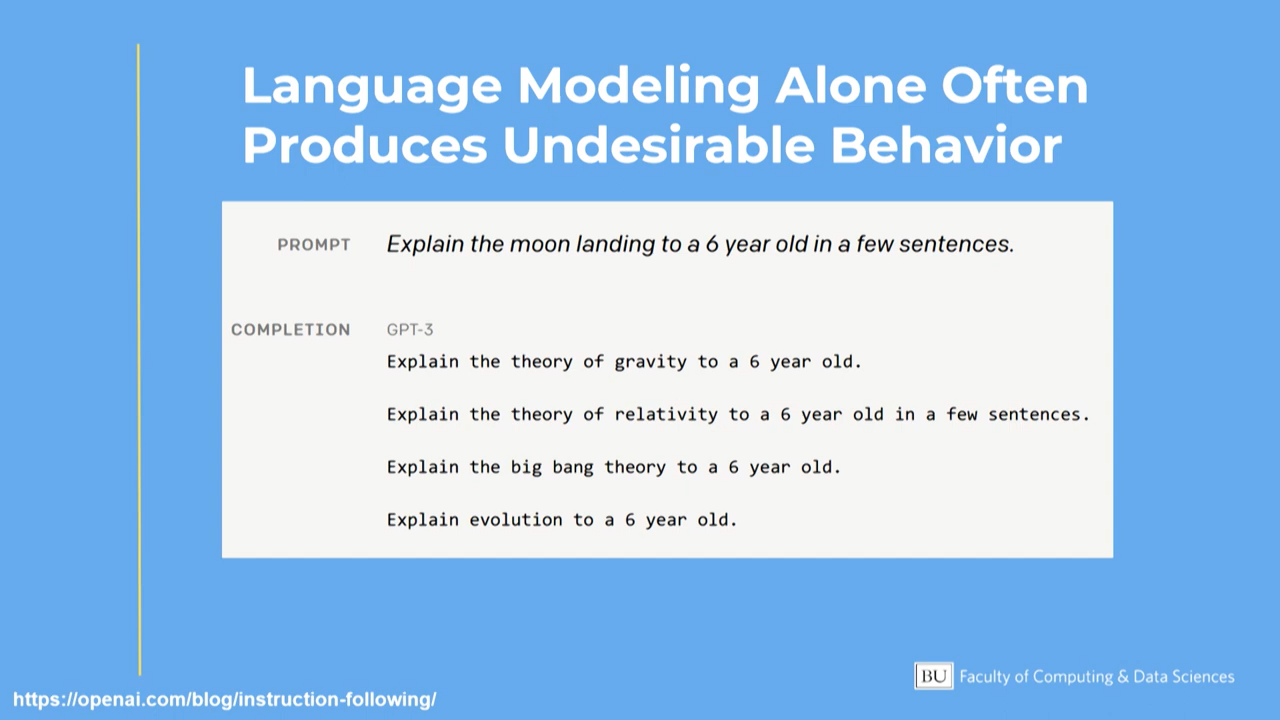 Language Modeling Alone Often
Produces Undesirable Behavior
PROMPT Explain the moon landing to a 6 year old in a few sentences.
COMPLETION GPT-3
Explain the theory of gravity to a 6 year old.
Explain the theory of relativity to a 6 year old in a few sentences.
Explain the big bang theory to a 6 year old.
Explain evolution to a 6 year old.
BU Faculty of Computing & Data Sciences
https://openai.com/blog/instruction-following/